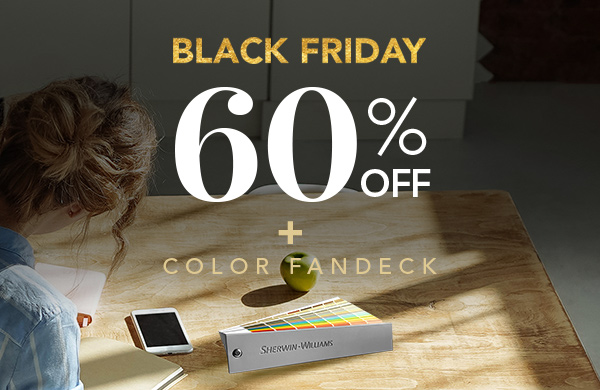 BLACK FRIDAY
60% OFF
+
COLOR FANDECK
SHERWIN-WILLIAMS